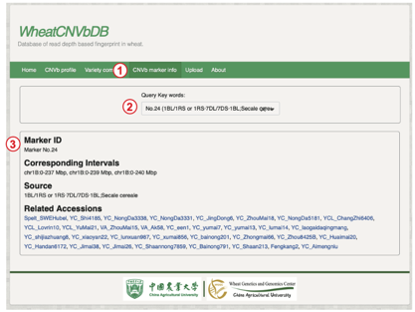 WheatCNVbDB
Database of read depth based fingerprint in wheat.
Home CNVb profile Variety com 1 CNVb marker info Upload About
Query Key words:
2 No.24 (1BL/1RS or 1RS-7DL/7DS-1BL;Secale cereale
3 Marker ID
Marker No.24
Corresponding Intervals
chr1B:0-237 Mbp, chr1B:0-239 Mbp, chr1B:0-240 Mbp
Source
1BL/1RS or 1RS-7DL/7DS-1BL;Secale cereale
Related Accessions
Spelt_SWEHubel, YC_Shi4185, YC_NongDa3338, YC_NongDa3331, YC_JingDong6, YC_ZhouMai18, YC_NongDa5181, YCL_ChangZhi6406,
YCL_Lovrin10, YCL_YuMai21, VA_ZhouMai15, VA_Ak58, YC_een1, YC_yumai7, YC_yumai13, YC_lumai14, YC_laogaidaqingmang,
YC_shijiazhuang8, YC_xiaoyan22, YC_lunxuan987, YC_xumai856, YC_bainong201, YC_Zhongmai66, YC_Zhou8425B, YC_Huaimai20,
YC_Handan6172, YC_Jimai38, YC_Jimai26, YC_Shaannong7859, YC_Bainong791, YC_Shaan213, Fengkang2, YC_Aimengniu
中国农业大学
China Agricultural University
Wheat Genetics and Genomics Center
China Agricultural University